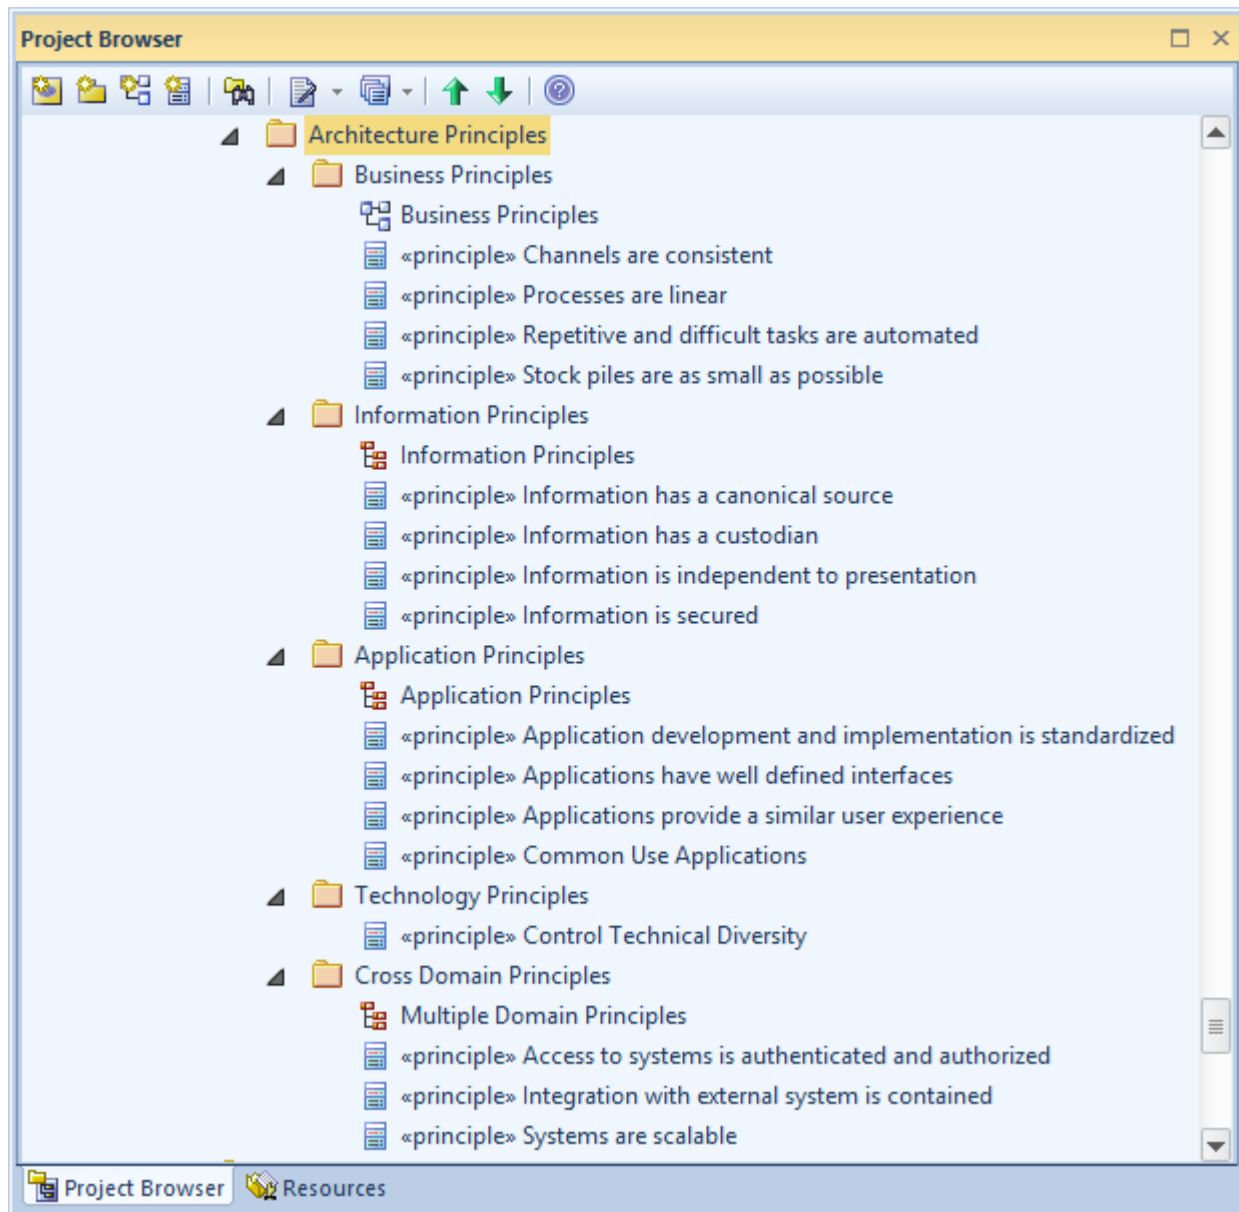 Project Browser
Architecture Principles
Business Principles
Business Principles
«principle» Channels are consistent
«principle» Processes are linear
«principle» Repetitive and difficult tasks are automated
«principle» Stock piles are as small as possible
Information Principles
Information Principles
«principle» Information has a canonical source
«principle» Information has a custodian
«principle» Information is independent to presentation
«principle» Information is secured
Application Principles
Application Principles
«principle» Application development and implementation is standardized
«principle» Applications have well defined interfaces
«principle» Applications provide a similar user experience
«principle» Common Use Applications
Technology Principles
«principle» Control Technical Diversity
Cross Domain Principles
Multiple Domain Principles
«principle» Access to systems is authenticated and authorized
«principle» Integration with external system is contained
«principle» Systems are scalable
Project Browser Resources